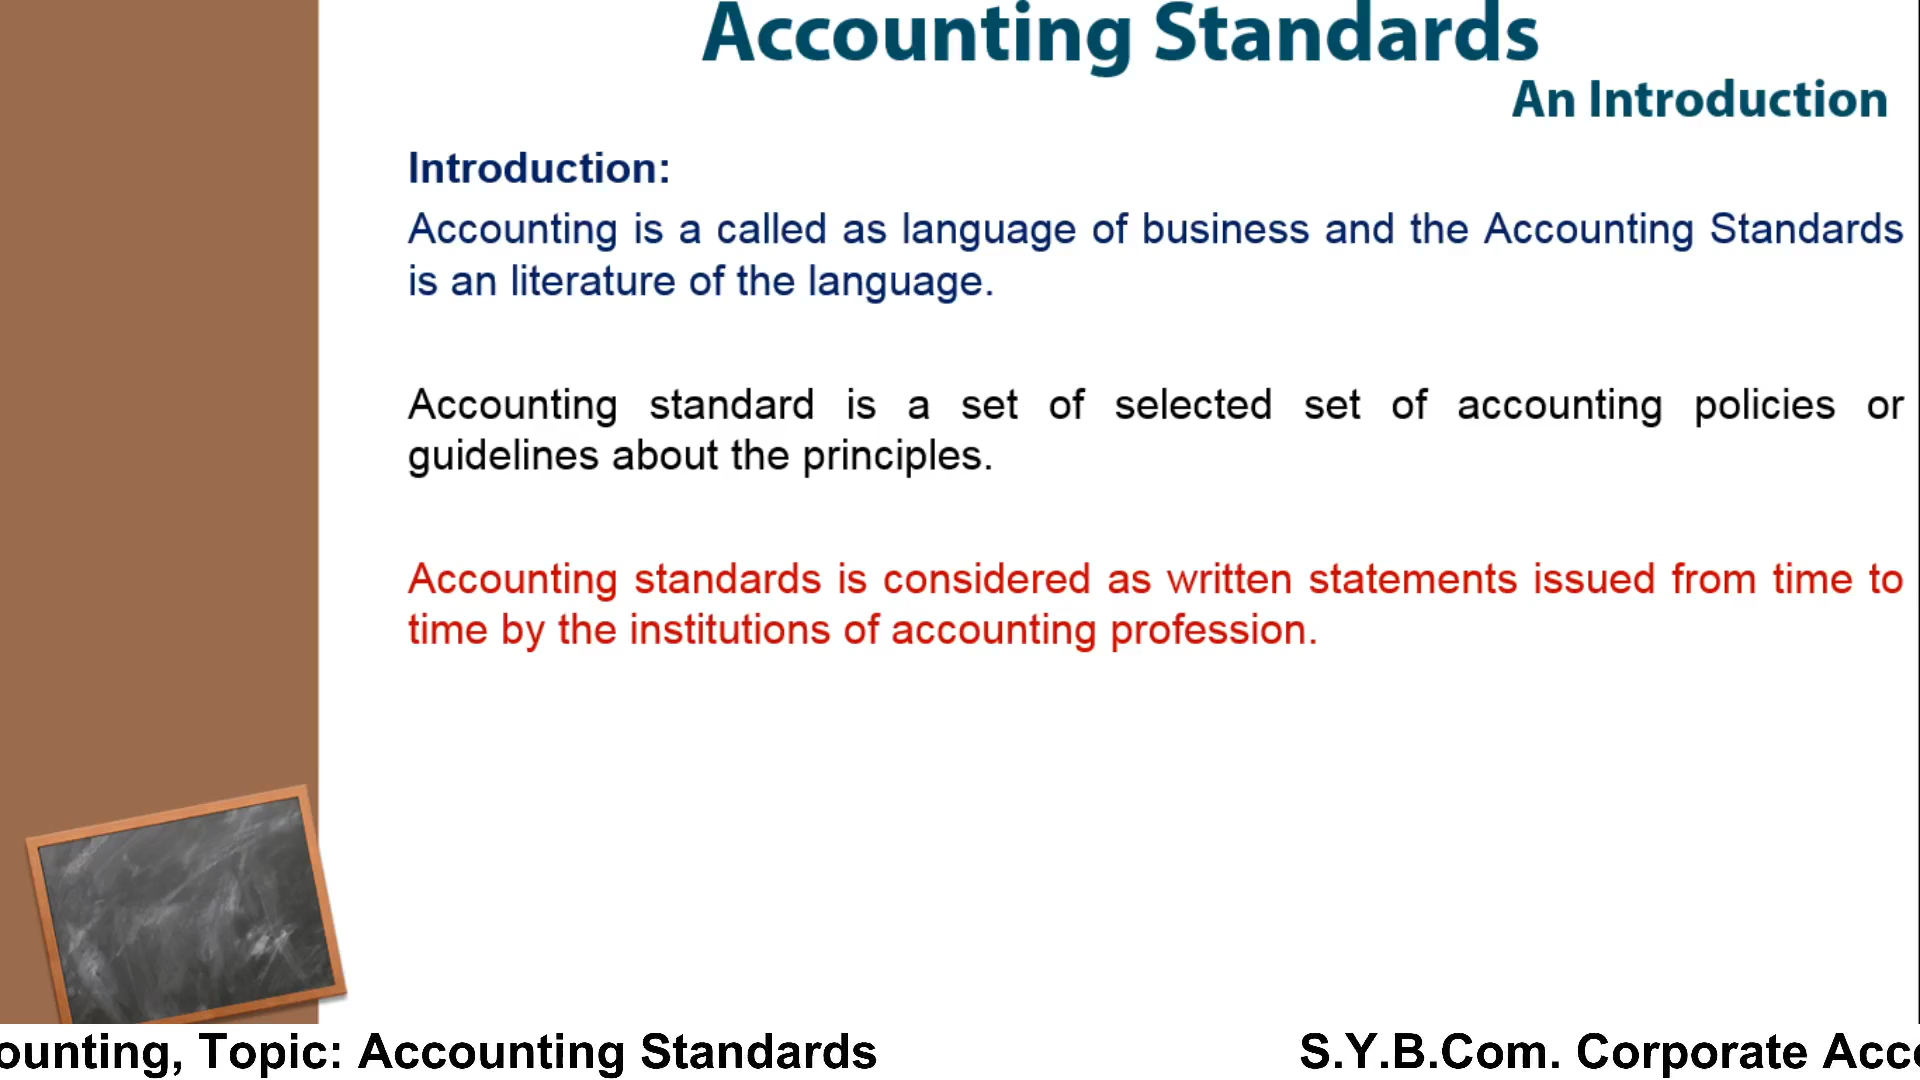 Accounting Standards
An Introduction
Introduction:
Accounting is a called as language of business and the Accounting Standards
is an literature of the language.
Accounting standard is a set of selected set of accounting policies or
guidelines about the principles.
Accounting standards is considered as written statements issued from time to
time by the institutions of accounting profession.
ounting, Topic: Accounting Standards S.Y.B.Com. Corporate Acc